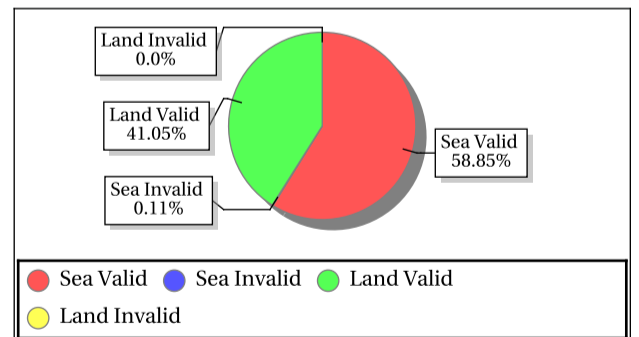 Land Invalid
0.0%
Land Valid
41.05%
Sea Valid
58.85%
Sea Invalid
0.11%
Sea Valid Sea Invalid Land Valid
Land Invalid